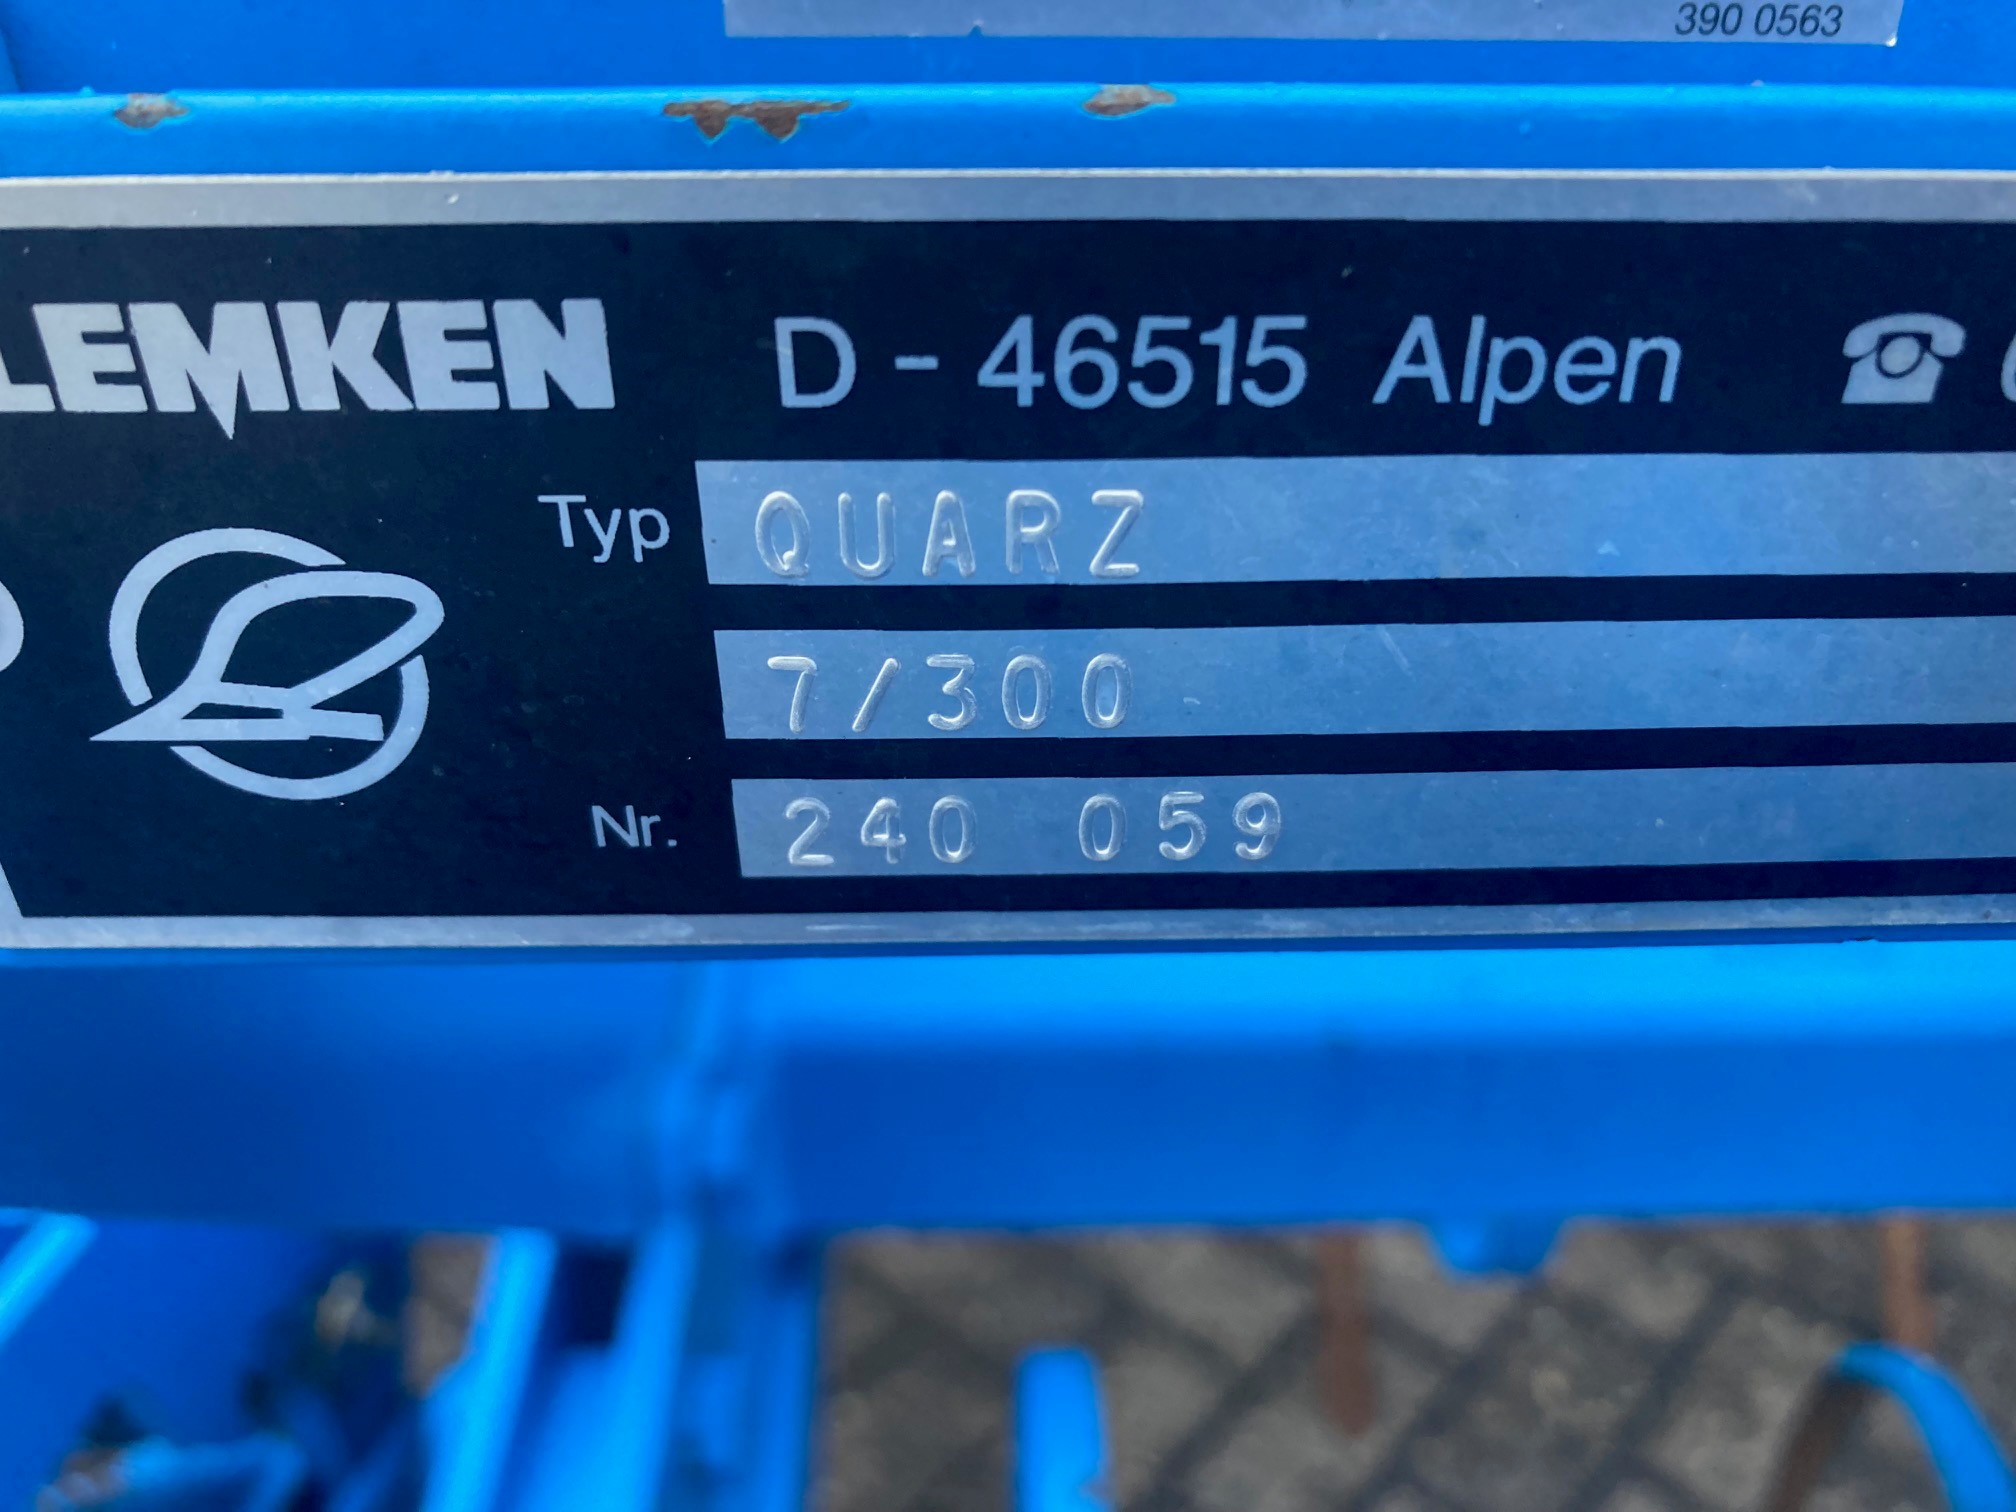 390 0563
LEMKEN D - 46515 Alpen
Typ QUARZ
7/300
Nr. 240 059